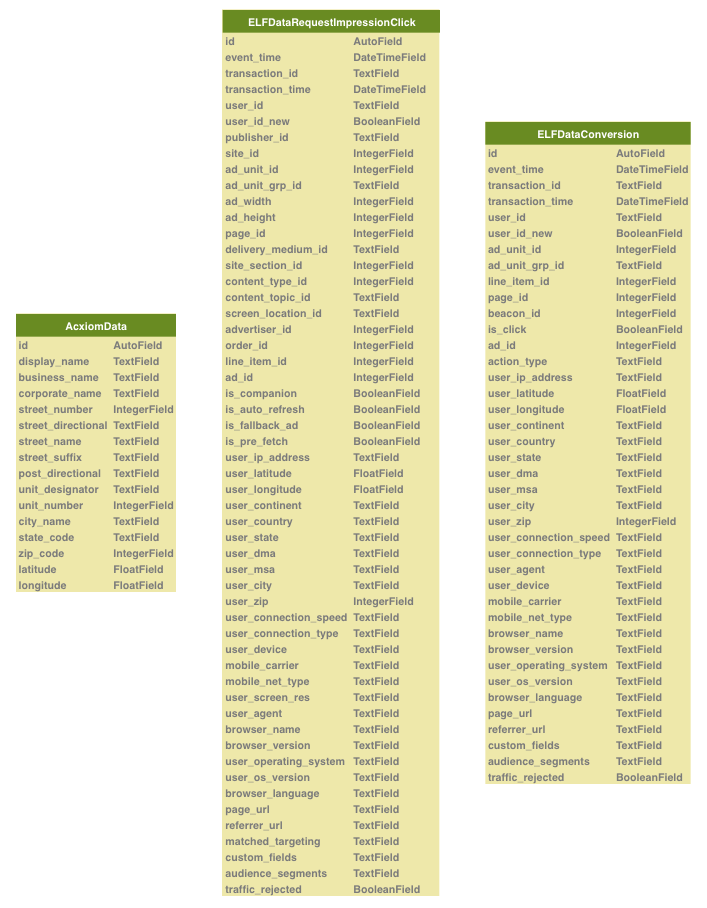 ELFDataRequestImpressionClick
id AutoField
event_time DateTimeField
transaction_id TextField
transaction_time DateTimeField
user_id TextField
user_id_new BooleanField
publisher_id TextField
site_id IntegerField
ad_unit_id IntegerField
ad_unit_grp_id TextField
ad_width IntegerField
ad_height IntegerField
page_id IntegerField
delivery_medium_id TextField
site_section_id IntegerField
content_type_id IntegerField
content_topic_id TextField
screen_location_id TextField
advertiser_id IntegerField
order_id IntegerField
line_item_id IntegerField
ad_id IntegerField
is_companion BooleanField
is_auto_refresh BooleanField
is_fallback_ad BooleanField
is_pre_fetch BooleanField
user_ip_address TextField
user_latitude FloatField
user_longitude FloatField
user_continent TextField
user_country TextField
user_state TextField
user_dma TextField
user_msa TextField
user_city TextField
user_zip IntegerField
user_connection_speed TextField
user_connection_type TextField
user_device TextField
mobile_carrier TextField
mobile_net_type TextField
user_screen_res TextField
user_agent TextField
browser_name TextField
browser_version TextField
user_operating_system TextField
user_os_version TextField
browser_language TextField
page_url TextField
referrer_url TextField
matched_targeting TextField
custom_fields TextField
audience_segments TextField
traffic_rejected BooleanField
ELFDataConversion
id AutoField
event_time DateTimeField
transaction_id TextField
transaction_time DateTimeField
user_id TextField
user_id_new BooleanField
ad_unit_id IntegerField
ad_unit_grp_id TextField
line_item_id IntegerField
page_id IntegerField
beacon_id IntegerField
is_click BooleanField
ad_id IntegerField
action_type TextField
user_ip_address TextField
user_latitude FloatField
user_longitude FloatField
user_continent TextField
user_country TextField
user_state TextField
user_dma TextField
user_msa TextField
user_city TextField
user_zip IntegerField
user_connection_speed TextField
user_connection_type TextField
user_agent TextField
user_device TextField
mobile_carrier TextField
mobile_net_type TextField
browser_name TextField
browser_version TextField
user_operating_system TextField
user_os_version TextField
browser_language TextField
page_url TextField
referrer_url TextField
custom_fields TextField
audience_segments TextField
traffic_rejected BooleanField
AcxiomData
id AutoField
display_name TextField
business_name TextField
corporate_name TextField
street_number IntegerField
street_directional TextField
street_name TextField
street_suffix TextField
post_directional TextField
unit_designator TextField
unit_number IntegerField
city_name TextField
state_code TextField
zip_code IntegerField
latitude FloatField
longitude FloatField